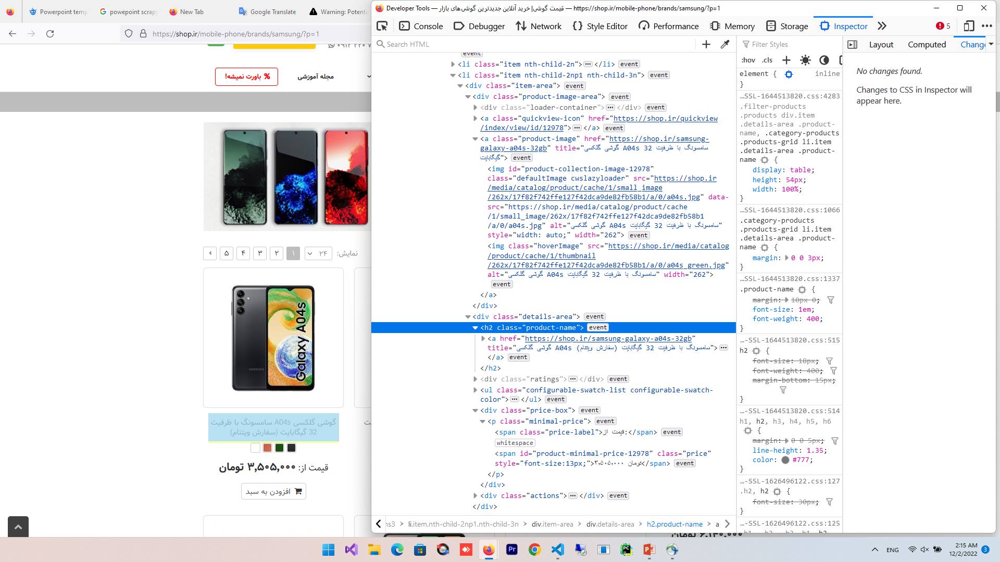 Powerpoint temp
powepoint scrapy
New Tab
Google Translate
Warning: Potenti
https://shop.ir/mobile-phone/brands/samsung/?p=1
باورت نمیشه!
مجله آموزشی
نمایش:
۲۴
۱
۲
۳
۴
۵
Galaxy A04s
SAMSUNG
گوشی گلکسی A04s سامسونگ با ظرفیت
32 گیگابایت (سفارش ویتنام)
قیمت از: ۳,۵۰۵,۰۰۰ تومان
افزودن به سبد
Developer Tools — قیمت گوشی| خرید آنلاین جدیدترین گوشی‌های بازار — https://shop.ir/mobile-phone/brands/samsung/?p=1
Console
Debugger
Network
Style Editor
Performance
Memory
Storage
Inspector
5
Search HTML
event
<li class="item nth-child-2n"></li> event
<li class="item nth-child-2np1 nth-child-3n"> event
<div class="item-area"> event
<div class="product-image-area"> event
<div class="loader-container"></div> event
<a class="quickview-icon" href="https://shop.ir/quickview
/index/view/id/12978"></a> event
<a class="product-image" href="https://shop.ir/samsung-
galaxy-a04s-32gb" title="گوشی گلکسی A04s سامسونگ با ظرفیت 32
گیگابایت"> event
<img id="product-collection-image-12978"
class="defaultImage cwslazyloader" src="https://shop.ir
/media/catalog/product/cache/1/small_image
/262x/17f82f742ffe127f42dca9de82fb58b1/a/0/a04s.jpg" data-
src="https://shop.ir/media/catalog/product/cache
/1/small_image/262x/17f82f742ffe127f42dca9de82fb58b1
/a/0/a04s.jpg" alt="گوشی گلکسی A04s سامسونگ با ظرفیت 32 گیگابایت"
style="width: auto;" width="262"> event
<img class="hoverImage" src="https://shop.ir/media/catalog
/product/cache/1/thumbnail
/262x/17f82f742ffe127f42dca9de82fb58b1/a/0/a04s_green.jpg"
alt="گوشی گلکسی A04s سامسونگ با ظرفیت 32 گیگابایت" width="262">
event
</a>
</div>
<div class="details-area"> event
<h2 class="product-name"> event
<a href="https://shop.ir/samsung-galaxy-a04s-32gb"
title="گوشی گلکسی A04s سامسونگ با ظرفیت 32 گیگابایت (سفارش ویتنام)">
</a> event
</h2>
<div class="ratings"></div> event
<ul class="configurable-swatch-list configurable-swatch-
color"></ul> event
<div class="price-box"> event
<p class="minimal-price"> event
<span class="price-label">قیمت از:</span> event
whitespace
<span id="product-minimal-price-12978" class="price"
style="font-size:13px;">۳,۵۰۵,۰۰۰ تومان</span> event
</p>
</div>
<div class="actions"></div> event
</div>
ns3
li.item.nth-child-2np1.nth-child-3n
div.item-area
div.details-area
h2.product-name
a
Filter Styles
:hov .cls
element { inline
}
…SSL-1644513820.css:4283
.filter-products
.products div.item
.details-area .product-
name, .category-products
.products-grid li.item
.details-area .product-
name {
display: table;
height: 54px;
width: 100%;
}
…SSL-1644513820.css:1066
.category-products
.products-grid li.item
.details-area .product-
name {
margin: 0 0 3px;
}
…SSL-1644513820.css:1337
.product-name {
margin: 10px 0;
font-size: 1em;
font-weight: 400;
}
…-SSL-1644513820.css:515
h2 {
font-size: 18px;
font-weight: 400;
margin-bottom: 15px;
}
…-SSL-1644513820.css:514
h1, h2, h3, h4, h5, h6
{
margin: 0 0 5px;
line-height: 1.35;
color: #777;
}
…-SSL-1626496122.css:127
.h2, h2 {
font-size: 30px;
}
…-SSL-1626496122.css:125
Layout
Computed
Change
No changes found.
Changes to CSS in Inspector will
appear here.
ENG
2:15 AM
12/2/2022
3